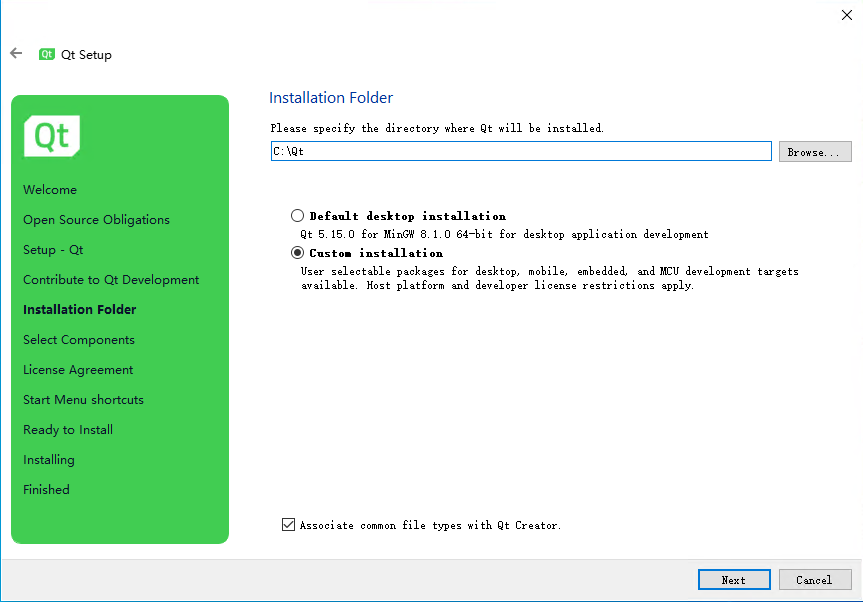 Qt Qt Setup
Qt
Welcome
Open Source Obligations
Setup - Qt
Contribute to Qt Development
Installation Folder
Select Components
License Agreement
Start Menu shortcuts
Ready to Install
Installing
Finished
Installation Folder
Please specify the directory where Qt will be installed.
C:\Qt
Browse...
Default desktop installation
Qt 5.15.0 for MinGW 8.1.0 64-bit for desktop application development
Custom installation
User selectable packages for desktop, mobile, embedded, and MCU development targets
available. Host platform and developer license restrictions apply.
Associate common file types with Qt Creator.
Next
Cancel